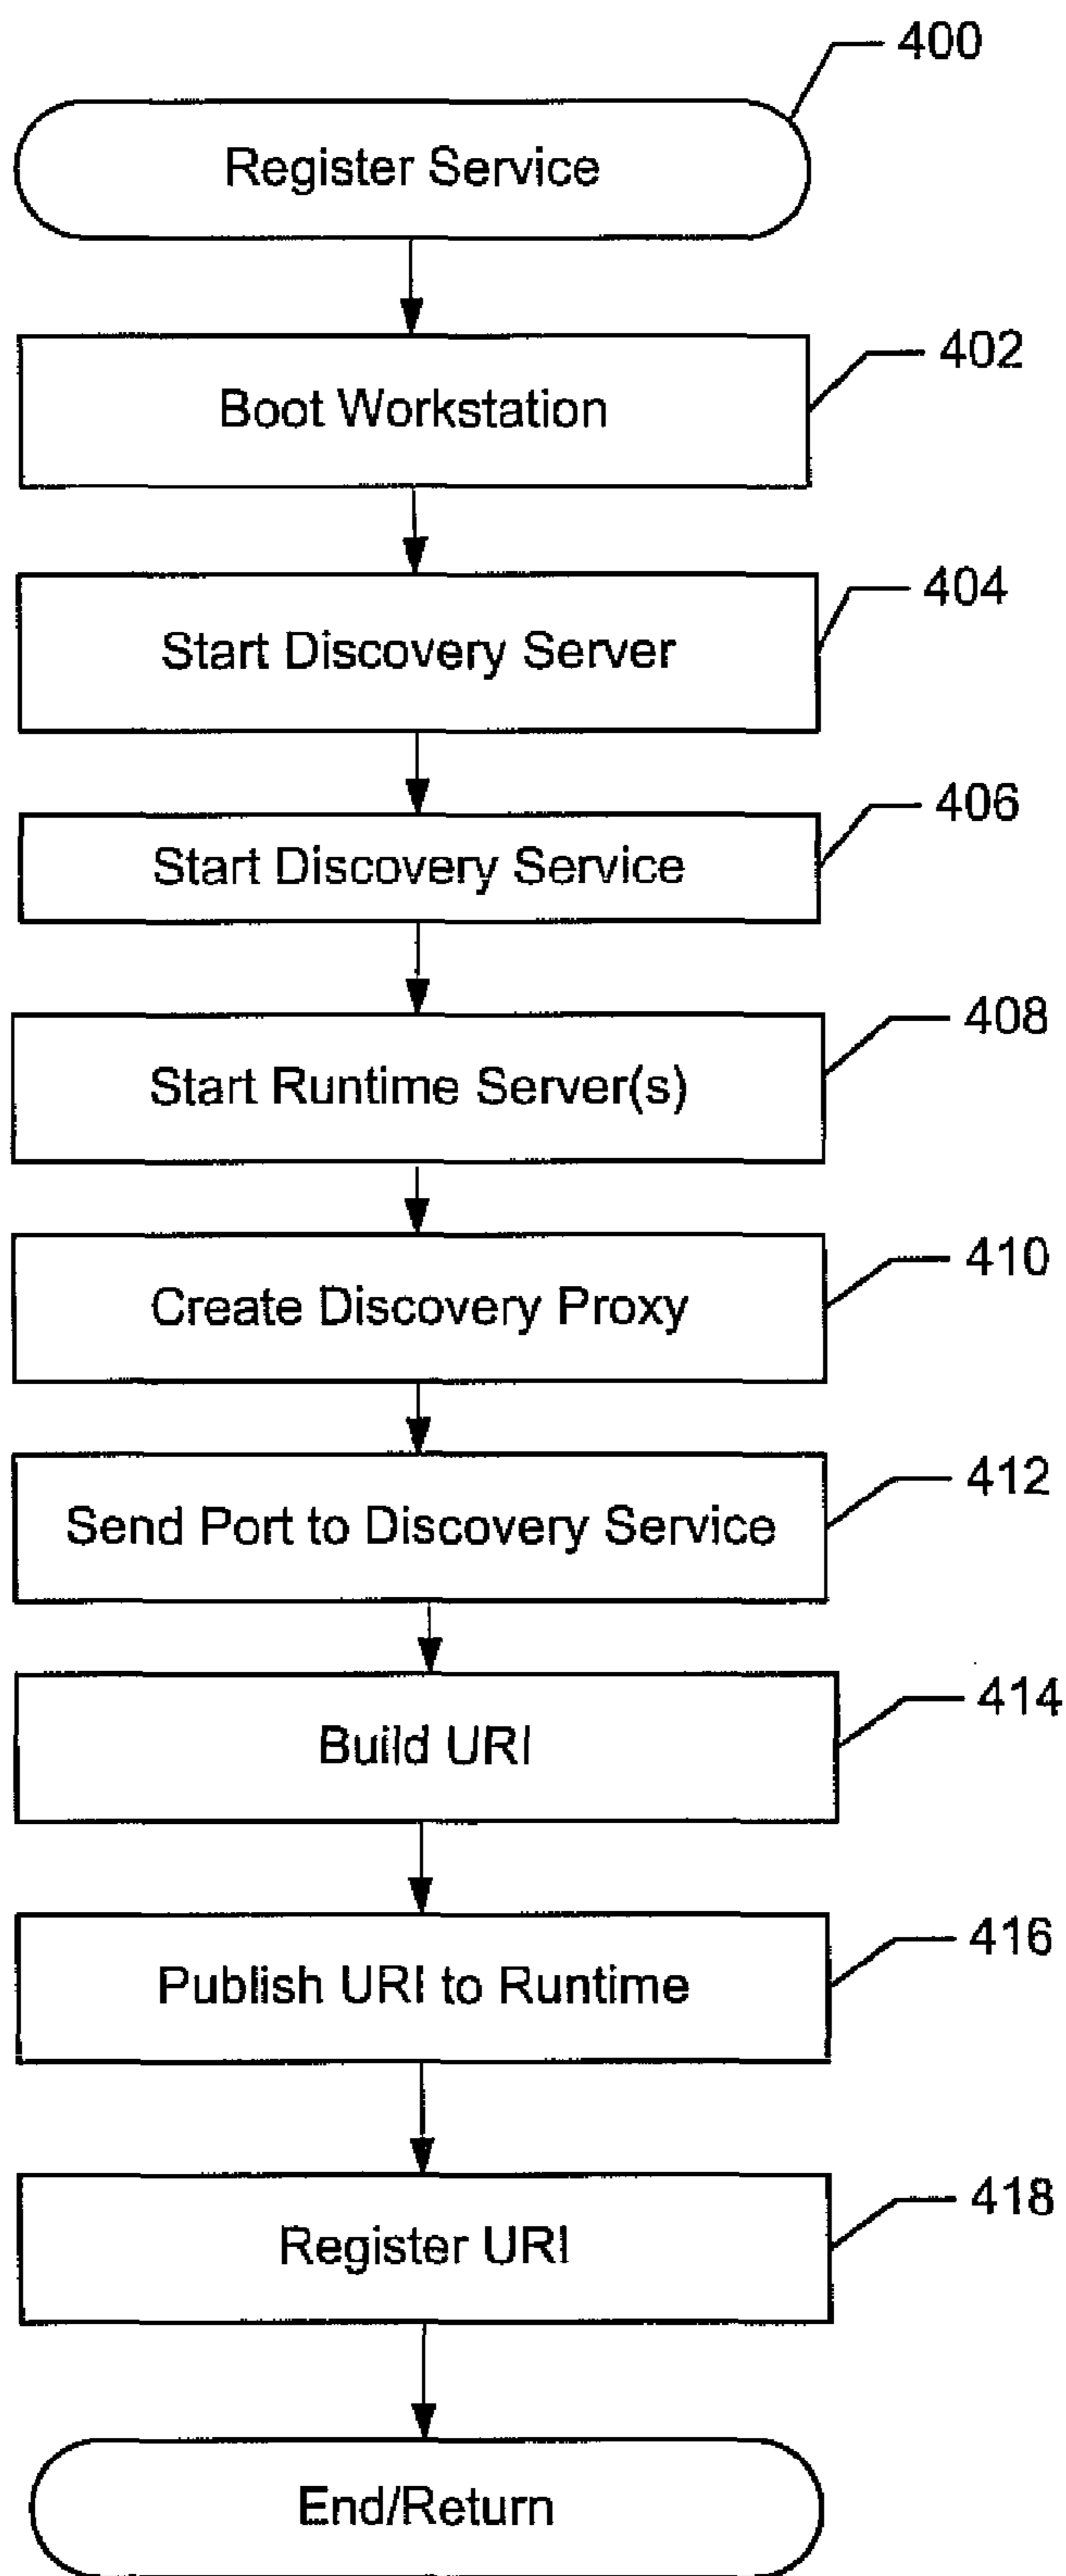 400
Register Service
402
Boot Workstation
404
Start Discovery Server
406
Start Discovery Service
408
Start Runtime Server(s)
410
Create Discovery Proxy
412
Send Port to Discovery Service
414
Build URI
416
Publish URI to Runtime
418
Register URI
End/Return